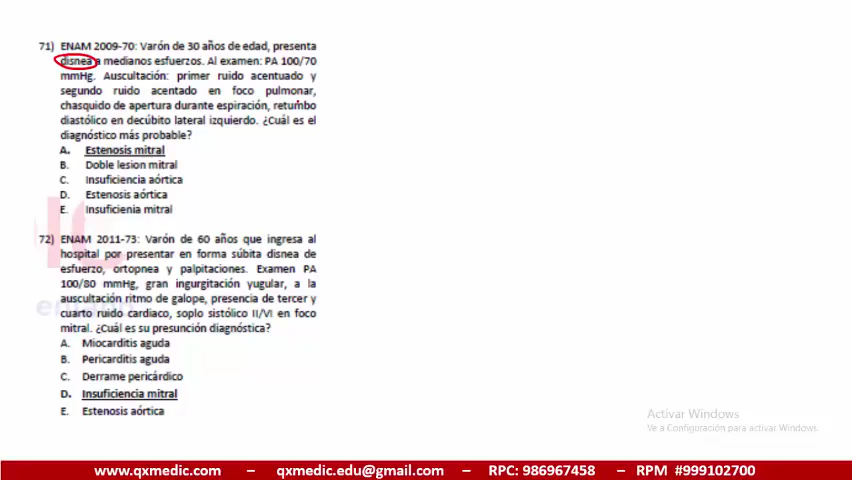 71) ENAM 2009-70: Varón de 30 años de edad, presenta
disnea a medianos esfuerzos. Al examen: PA 100/70
mmHg. Auscultación: primer ruido acentuado y
segundo ruido acentado en foco pulmonar,
chasquido de apertura durante espiración, retumbo
diastólico en decúbito lateral izquierdo. ¿Cuál es el
diagnóstico más probable?
A. Estenosis mitral
B. Doble lesion mitral
C. Insuficiencia aórtica
D. Estenosis aórtica
E. Insuficienia mitral
72) ENAM 2011-73: Varón de 60 años que ingresa al
hospital por presentar en forma súbita disnea de
esfuerzo, ortopnea y palpitaciones. Examen PA
100/80 mmHg, gran ingurgitación yugular, a la
auscultación ritmo de galope, presencia de tercer y
cuarto ruido cardiaco, soplo sistólico II/VI en foco
mitral. ¿Cuál es su presunción diagnóstica?
A. Miocarditis aguda
B. Pericarditis aguda
C. Derrame pericárdico
D. Insuficiencia mitral
E. Estenosis aórtica
Activar Windows
Ve a Configuración para activar Windows.
www.qxmedic.com – qxmedic.edu@gmail.com – RPC: 986967458 – RPM #999102700